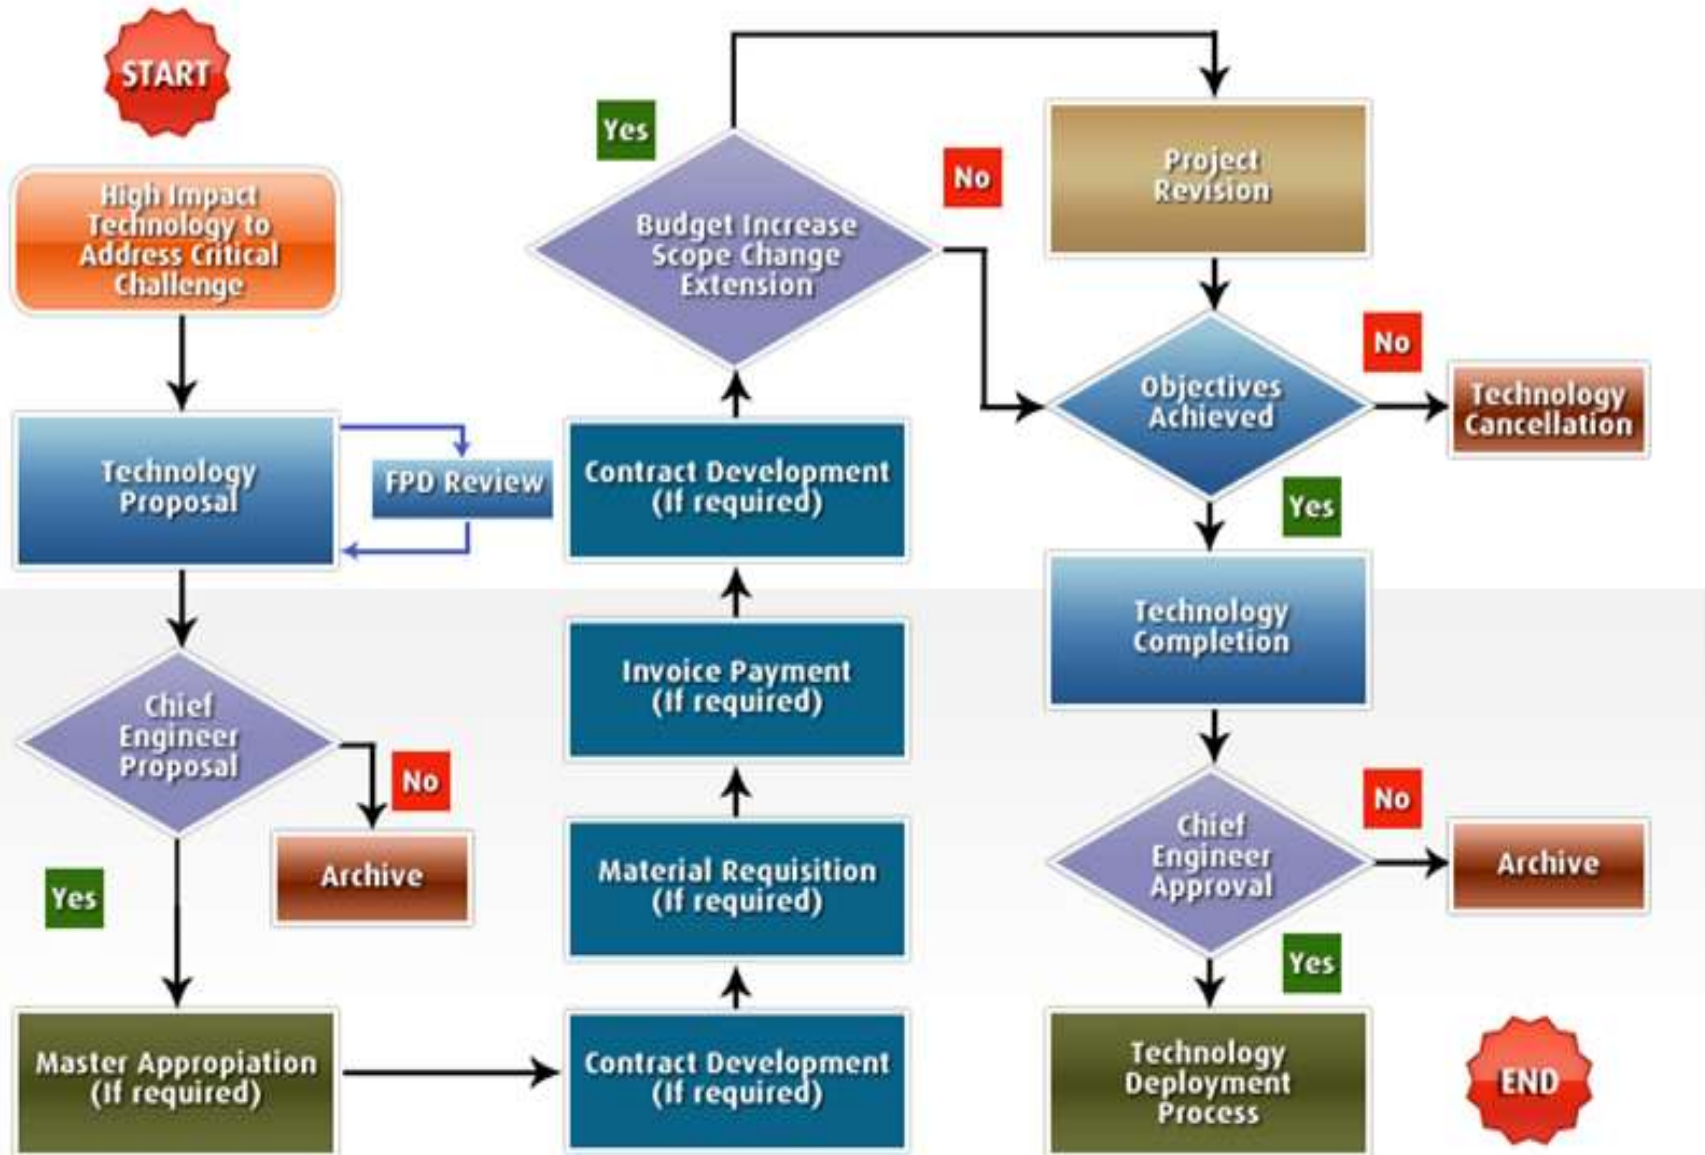 START
High Impact
Technology to
Address Critical
Challenge
Technology
Proposal
FPD Review
Chief
Engineer
Proposal
No
Archive
Yes
Master Appropiation
(If required)
Contract Development
(If required)
Material Requisition
(If required)
Invoice Payment
(If required)
Contract Development
(If required)
Budget Increase
Scope Change
Extension
Yes
No
Project
Revision
Objectives
Achieved
No
Technology
Cancellation
Yes
Technology
Completion
Chief
Engineer
Approval
No
Archive
Yes
Technology
Deployment
Process
END